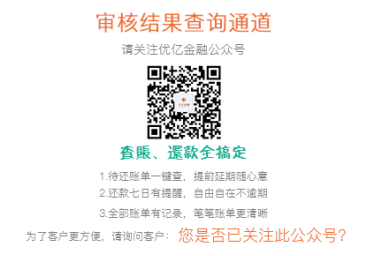 审核结果查询通道
请关注优亿金融公众号
查賬、還款全搞定
1.待还账单一键查，提前延期随心意
2.还款七日有提醒，自由自在不逾期
3.全部账单有记录，笔笔账单更清晰
为了客户更方便，请询问客户：您是否已关注此公众号?